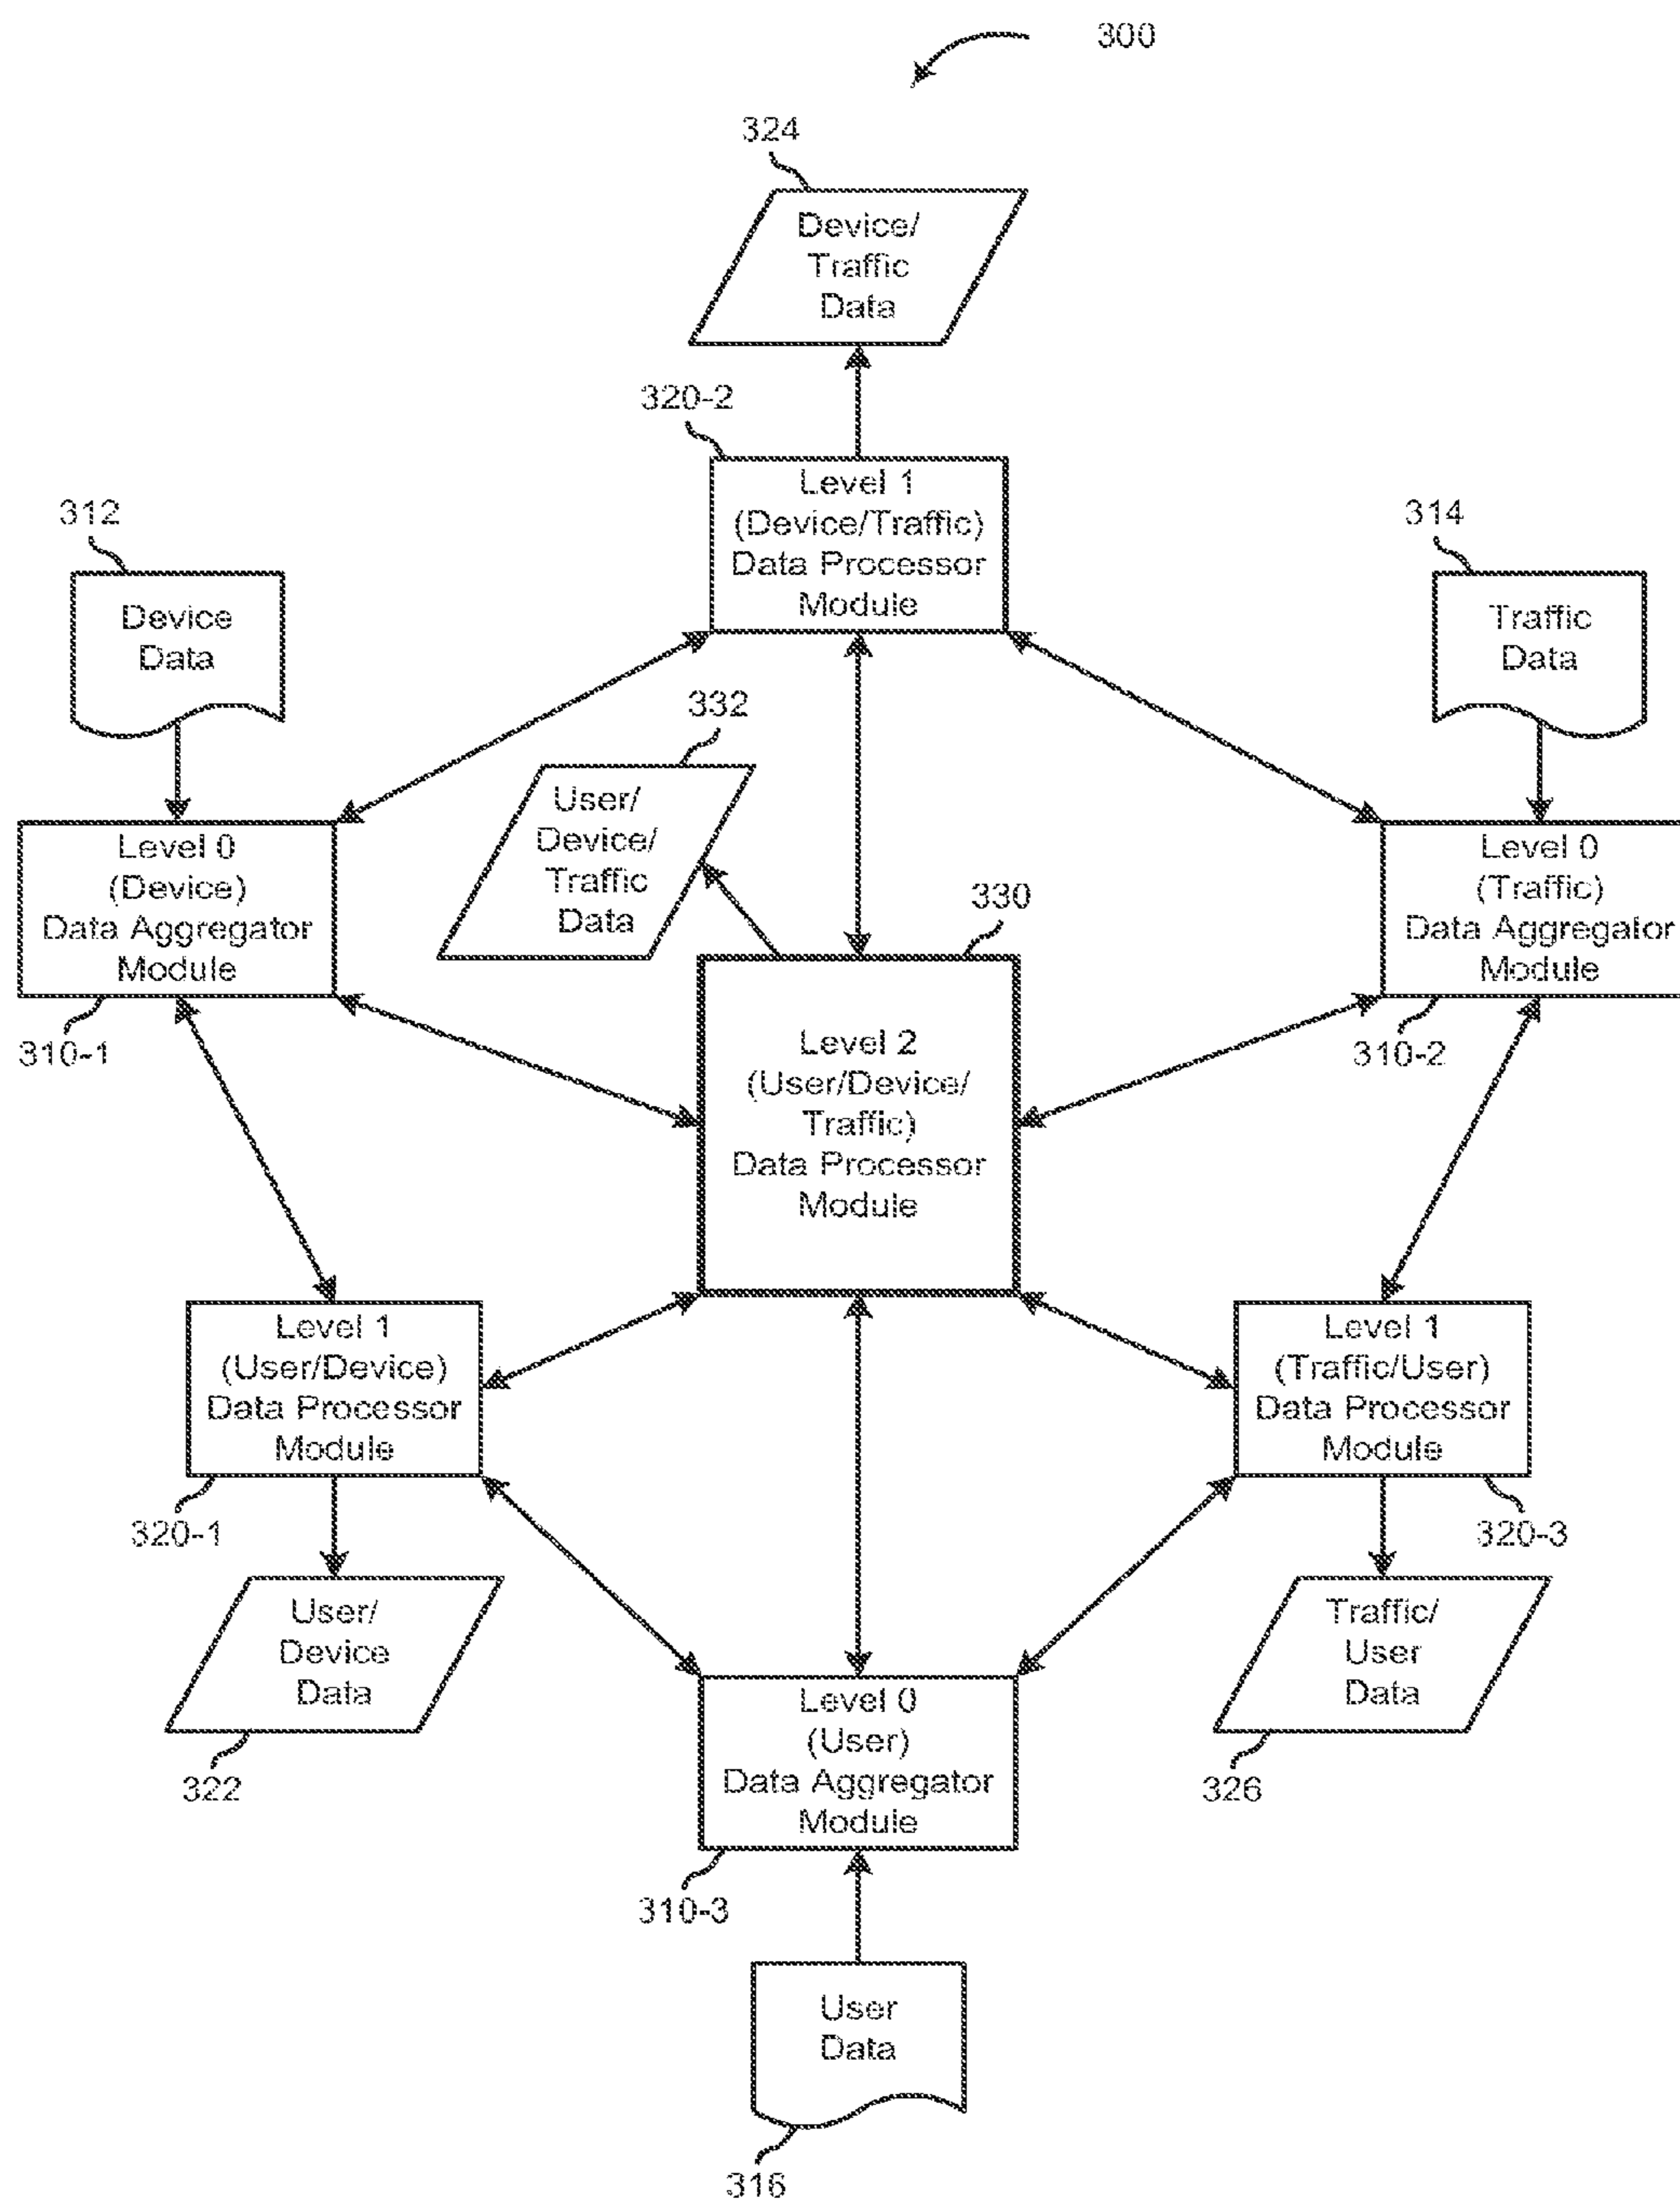 300
324
Device/
Traffic
Data
320-2
Level 1
(Device/Traffic)
Data Processor
Module
312
Device
Data
314
Traffic
Data
332
User/
Device/
Traffic
Data
Level 0
(Device)
Data Aggregator
Module
310-1
330
Level 0
(Traffic)
Data Aggregator
Module
310-2
Level 2
(User/Device/
Traffic)
Data Processor
Module
Level 1
(User/Device)
Data Processor
Module
320-1
Level 1
(Traffic/User)
Data Processor
Module
320-3
User/
Device
Data
322
Traffic/
User
Data
326
Level 0
(User)
Data Aggregator
Module
310-3
User
Data
316